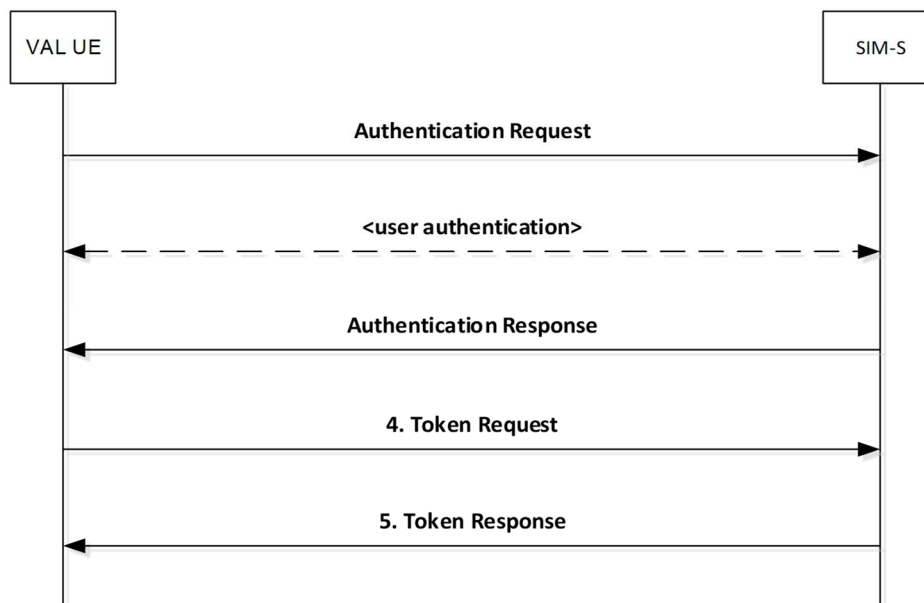 VAL UE
SIM-S
Authentication Request
<user authentication>
Authentication Response
4. Token Request
5. Token Response